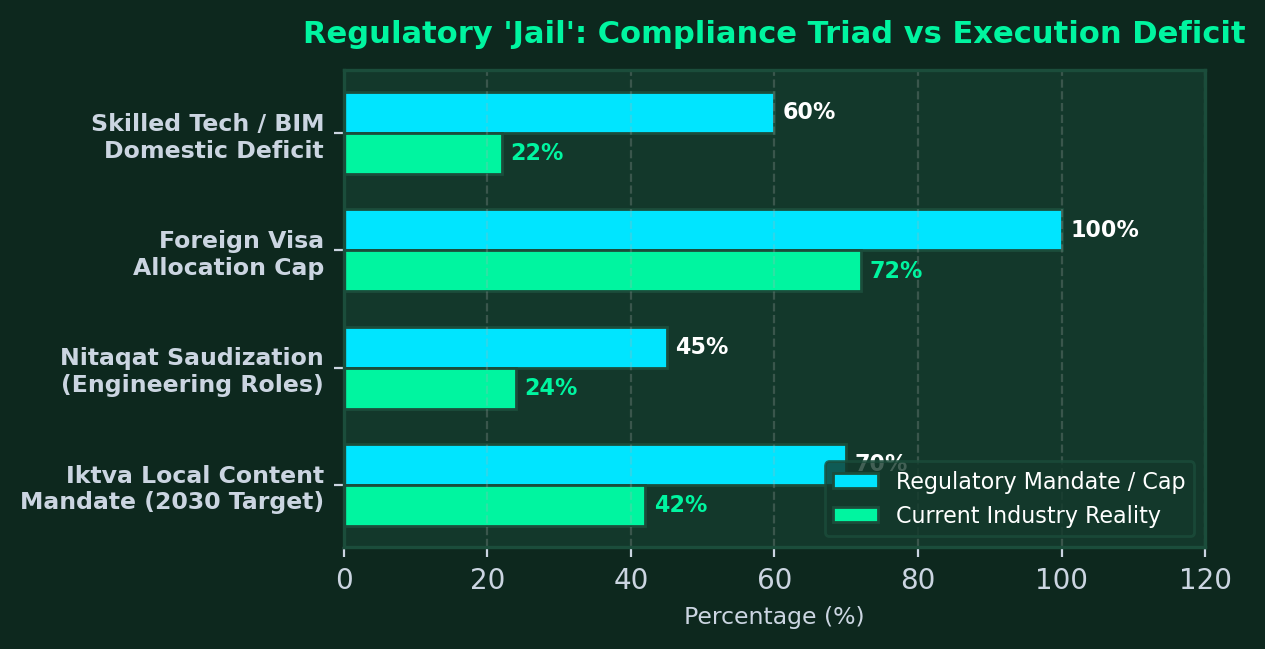 Regulatory 'Jail': Compliance Triad vs Execution Deficit
Skilled Tech / BIM
Domestic Deficit
60%
22%
Foreign Visa
Allocation Cap
100%
72%
Nitaqat Saudization
(Engineering Roles)
45%
24%
Iktva Local Content
Mandate (2030 Target)
70%
42%
Regulatory Mandate / Cap
Current Industry Reality
0 20 40 60 80 100 120
Percentage (%)